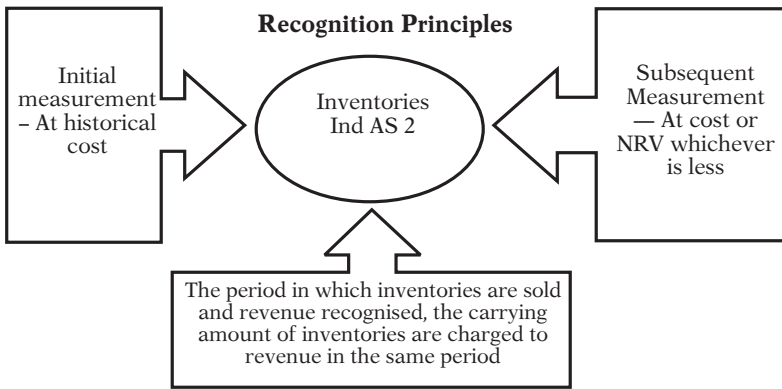 Recognition Principles
Initial
measurement
– At historical
cost
Inventories
Ind AS 2
Subsequent
Measurement
— At cost or
NRV whichever
is less
The period in which inventories are sold
and revenue recognised, the carrying
amount of inventories are charged to
revenue in the same period